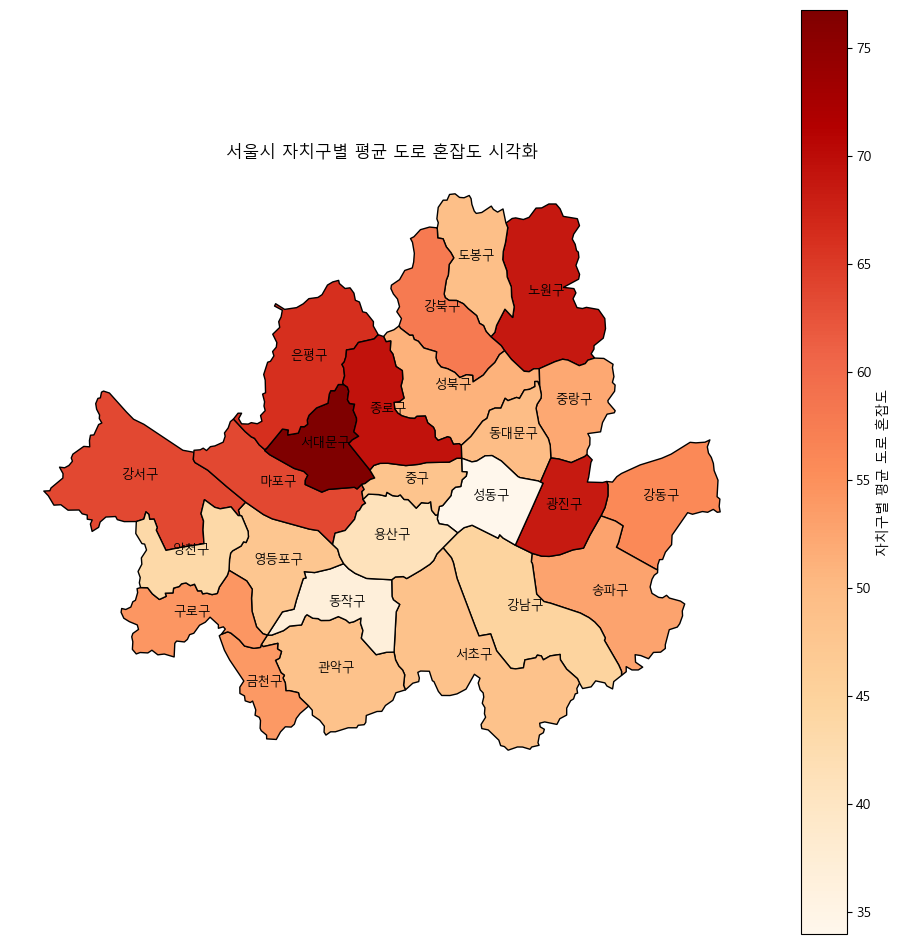 서울시 자치구별 평균 도로 혼잡도 시각화
도봉구
노원구
강북구
은평구
성북구
중랑구
종로구
동대문구
서대문구
강서구
마포구
중구
성동구
강동구
광진구
용산구
양천구
영등포구
송파구
동작구
강남구
구로구
서초구
관악구
금천구
75
70
65
60
55
50
45
40
35
자치구별 평균 도로 혼잡도